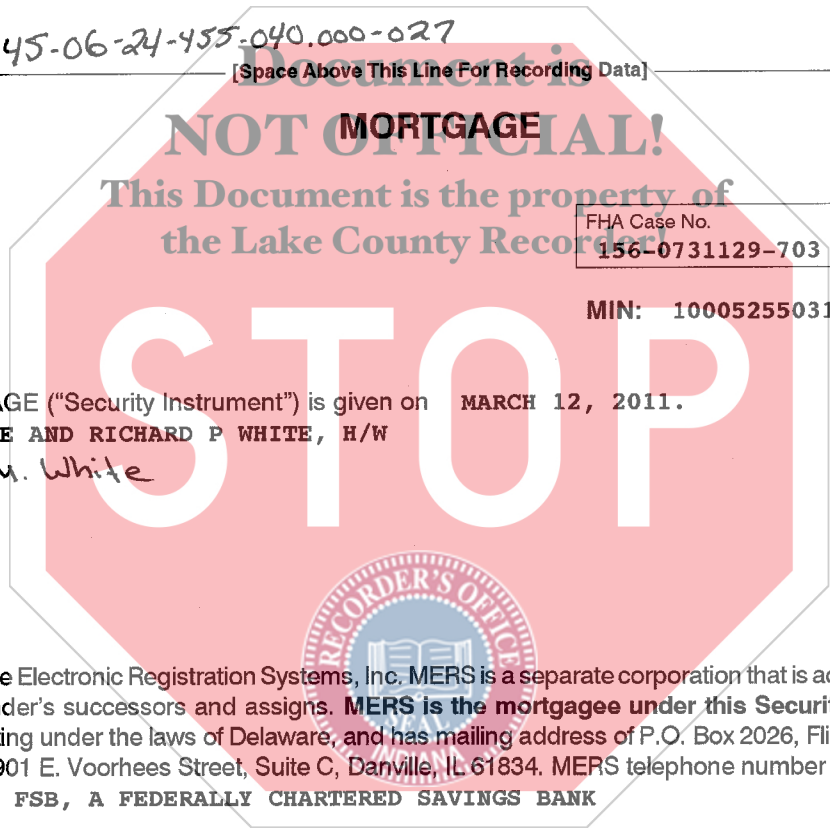 45-06-24-455-040.000-027
[Space Above This Line For Recording Data]
Document is
MORTGAGE
NOT OFFICIAL!
This Document is the property of
FHA Case No.
the Lake County Recorder!
156-0731129-703
MIN: 10005255031
STOP
AGE ("Security Instrument") is given on MARCH 12, 2011.
E AND RICHARD P WHITE, H/W
M. White
RECORDER'S OFFICE
SEAL
INDIANA
e Electronic Registration Systems, Inc. MERS is a separate corporation that is ac
der's successors and assigns. MERS is the mortgagee under this Securit
ing under the laws of Delaware, and has mailing address of P.O. Box 2026, Fli
901 E. Voorhees Street, Suite C, Danville, IL 61834. MERS telephone number
FSB, A FEDERALLY CHARTERED SAVINGS BANK